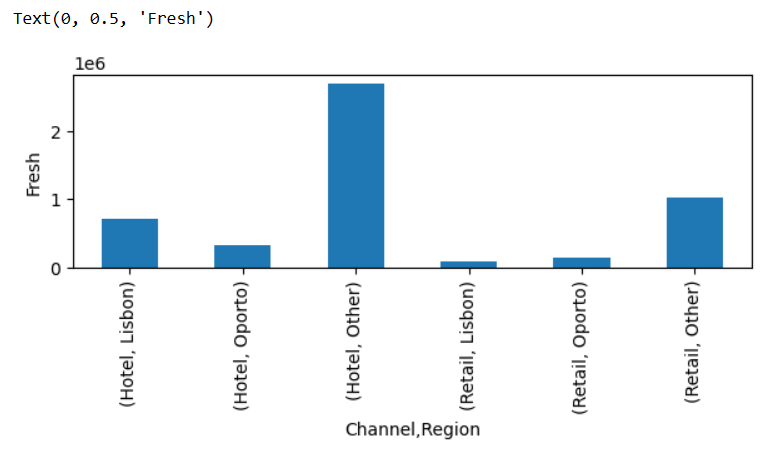 Text(0, 0.5, 'Fresh')
1e6
2
1
0
Fresh
(Hotel, Lisbon)
(Hotel, Oporto)
(Hotel, Other)
(Retail, Lisbon)
(Retail, Oporto)
(Retail, Other)
Channel,Region